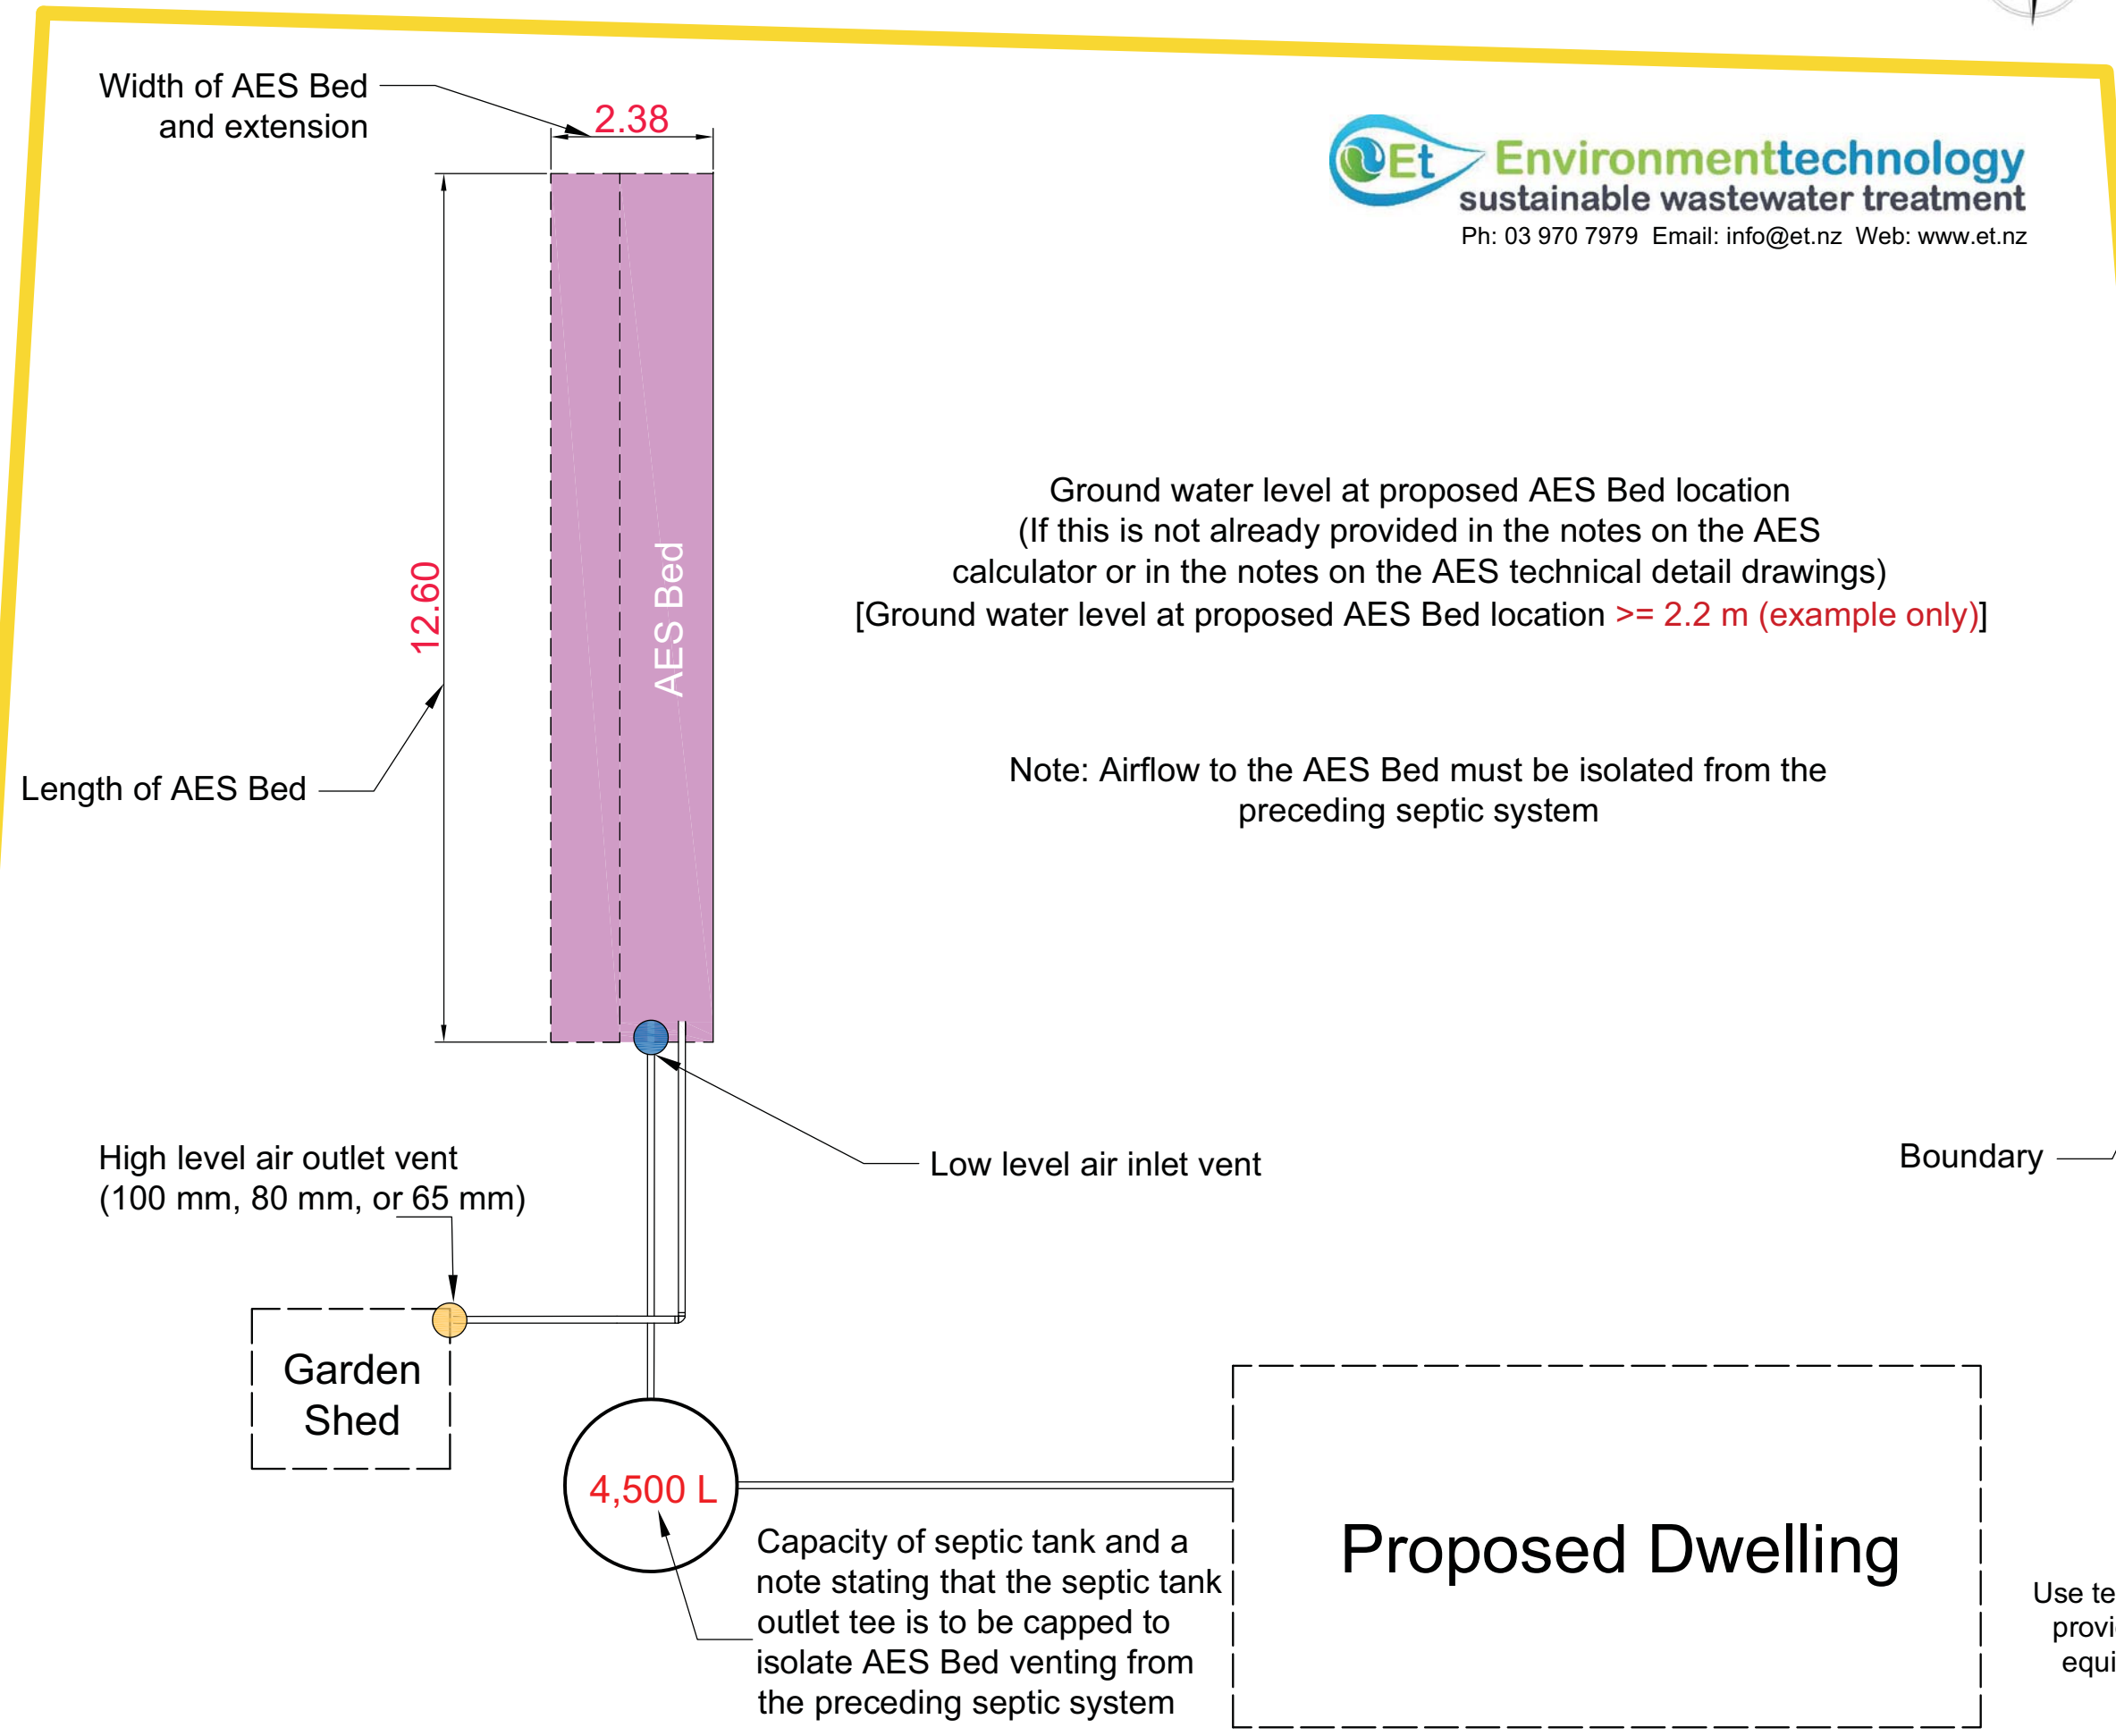 Width of AES Bed
and extension
2.38
Et Environmenttechnology
sustainable wastewater treatment
Ph: 03 970 7979 Email: info@et.nz Web: www.et.nz
12.60
AES Bed
Ground water level at proposed AES Bed location
(If this is not already provided in the notes on the AES
calculator or in the notes on the AES technical detail drawings)
[Ground water level at proposed AES Bed location >= 2.2 m (example only)]
Length of AES Bed
Note: Airflow to the AES Bed must be isolated from the
preceding septic system
High level air outlet vent
(100 mm, 80 mm, or 65 mm)
Low level air inlet vent
Boundary
Garden
Shed
4,500 L
Capacity of septic tank and a
note stating that the septic tank
outlet tee is to be capped to
isolate AES Bed venting from
the preceding septic system
Proposed Dwelling
Use te
provi
equi